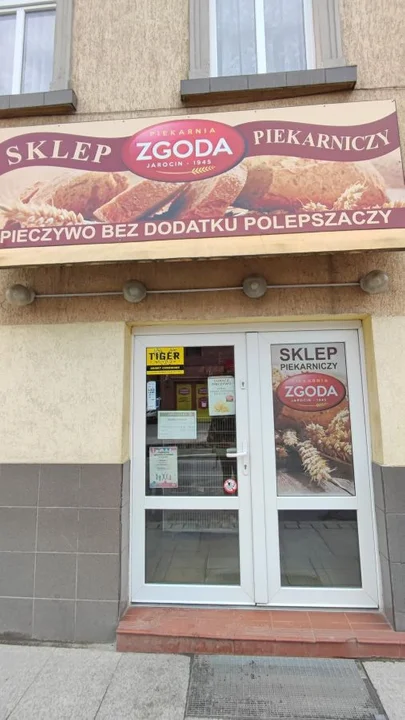 SKLEP
PIEKARNIA
ZGODA
JAROCIN - 1945
PIEKARNICZY
PIECZYWO BEZ DODATKU POLEPSZACZY
TIGER
SKLEP
PIEKARNICZY
PIEKARNIA
ZGODA
JAROCIN - 1945